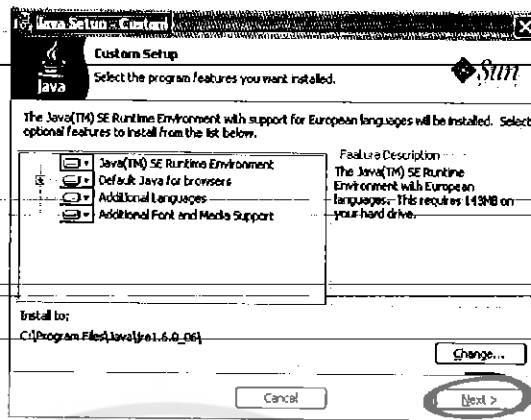 Java Setup - Custom
Custom Setup
Select the program features you want installed.
Java
Sun
The Java(TM) SE Runtime Environment with support for European languages will be installed. Select
optional features to install from the list below.
Java(TM) SE Runtime Environment
Default Java for browsers
Additional Languages
Additional Font and Media Support
Feature Description
The Java(TM) SE Runtime
Environment with European
languages. This requires 143MB on
your hard drive.
Install to:
C:\Program Files\Java\jre1.6.0_06\
Change...
Cancel
Next >